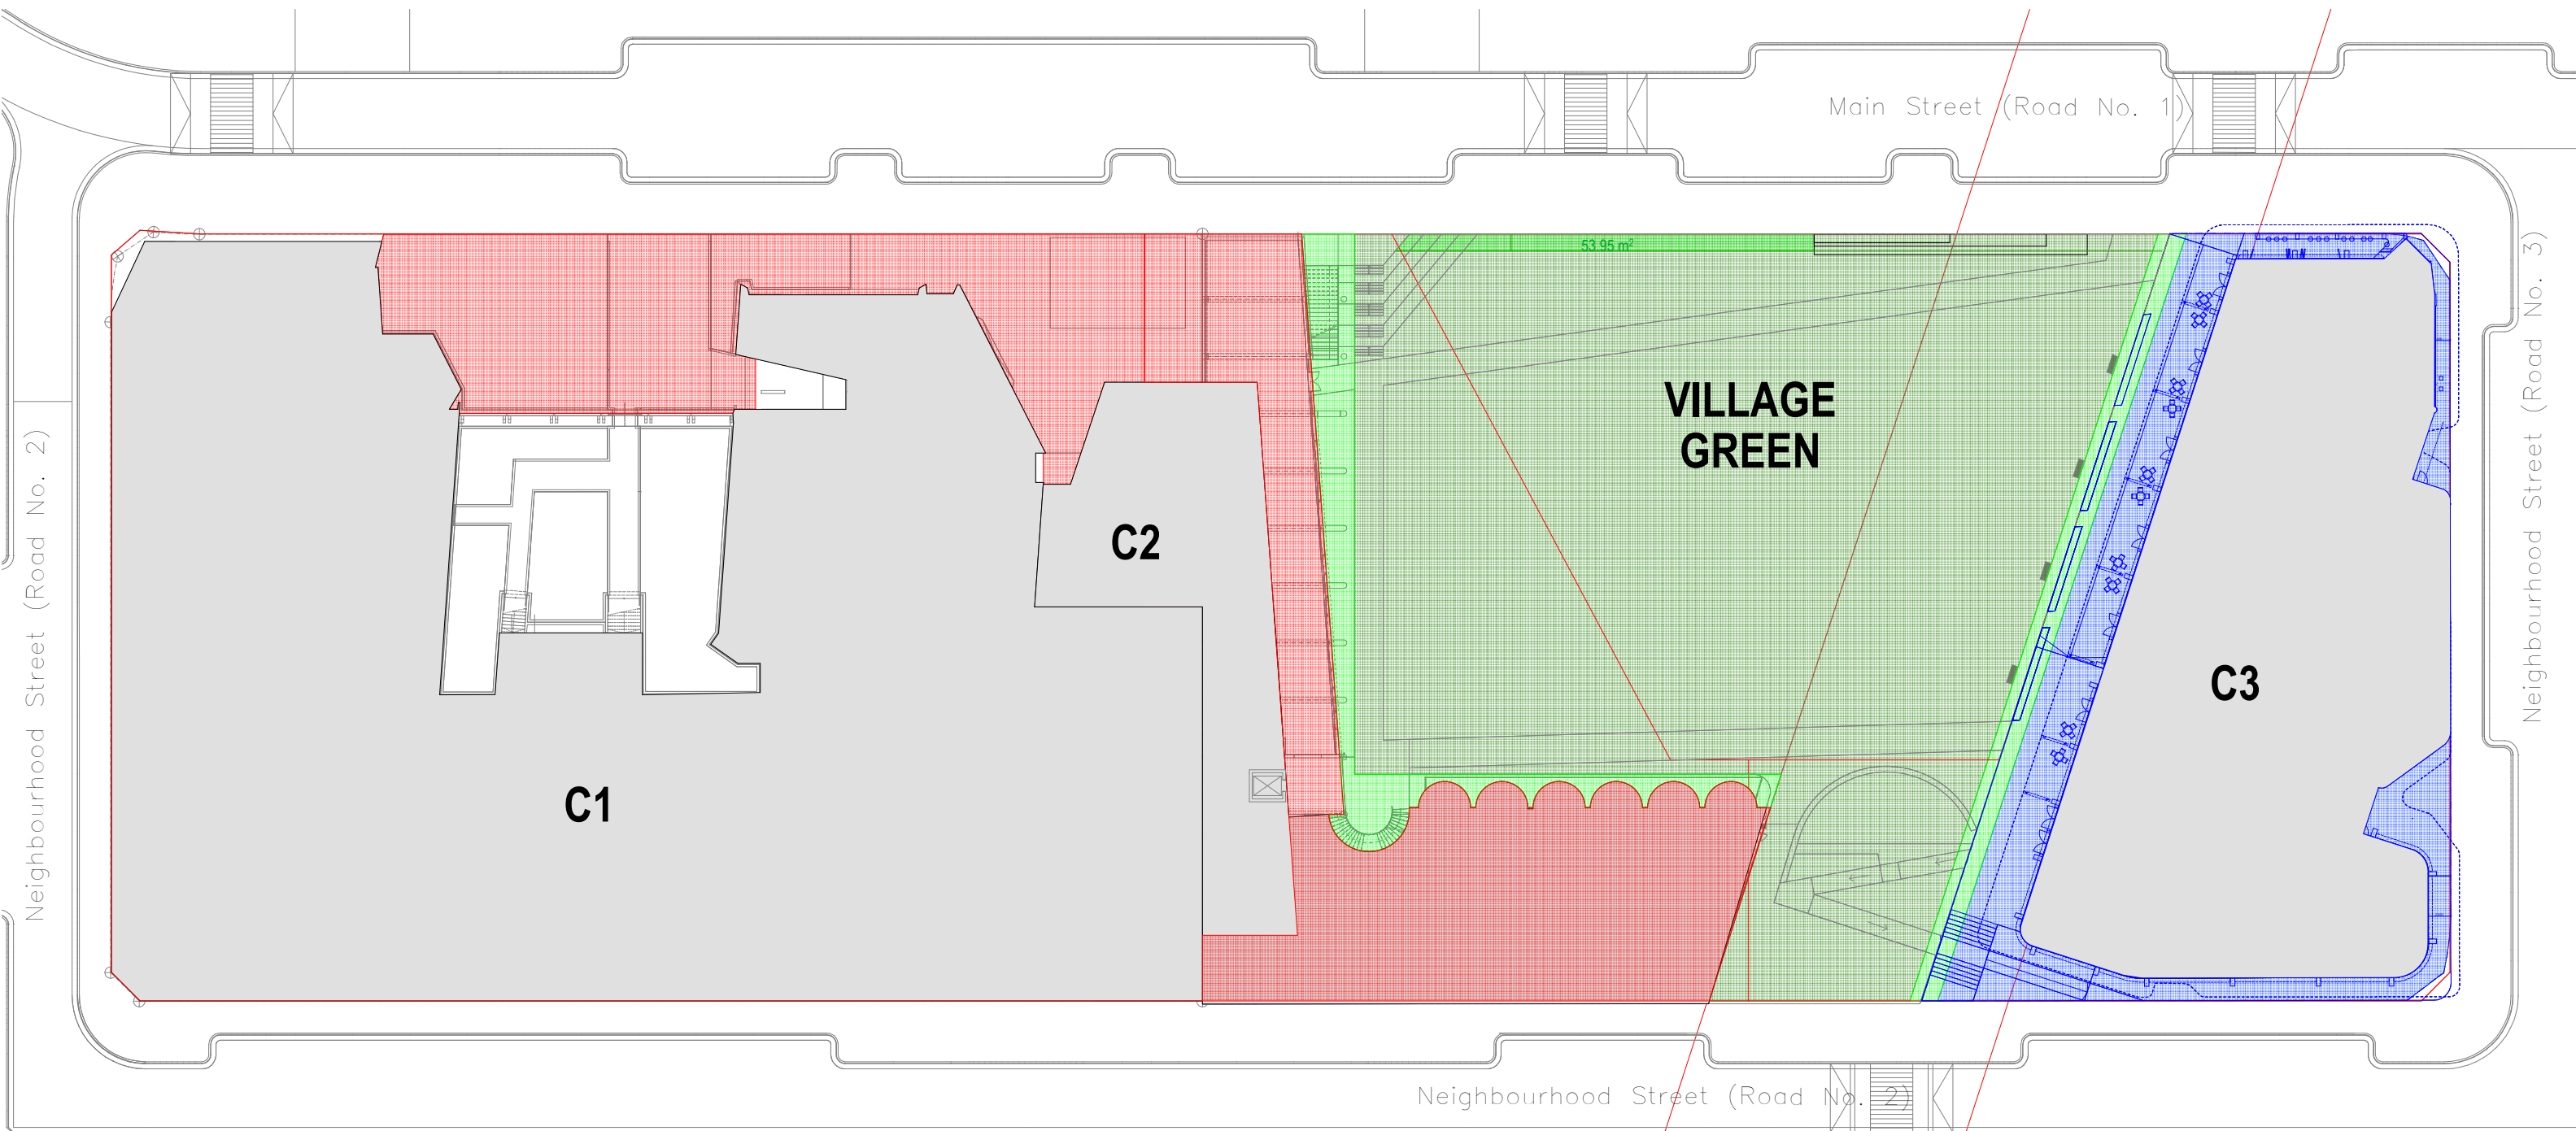 Main Street (Road No. 1)
53.95 m²
VILLAGE
GREEN
C2
C3
C1
Neighbourhood Street (Road No. 2)
Neighbourhood Street (Road No. 3)
Neighbourhood Street (Road No. 2)